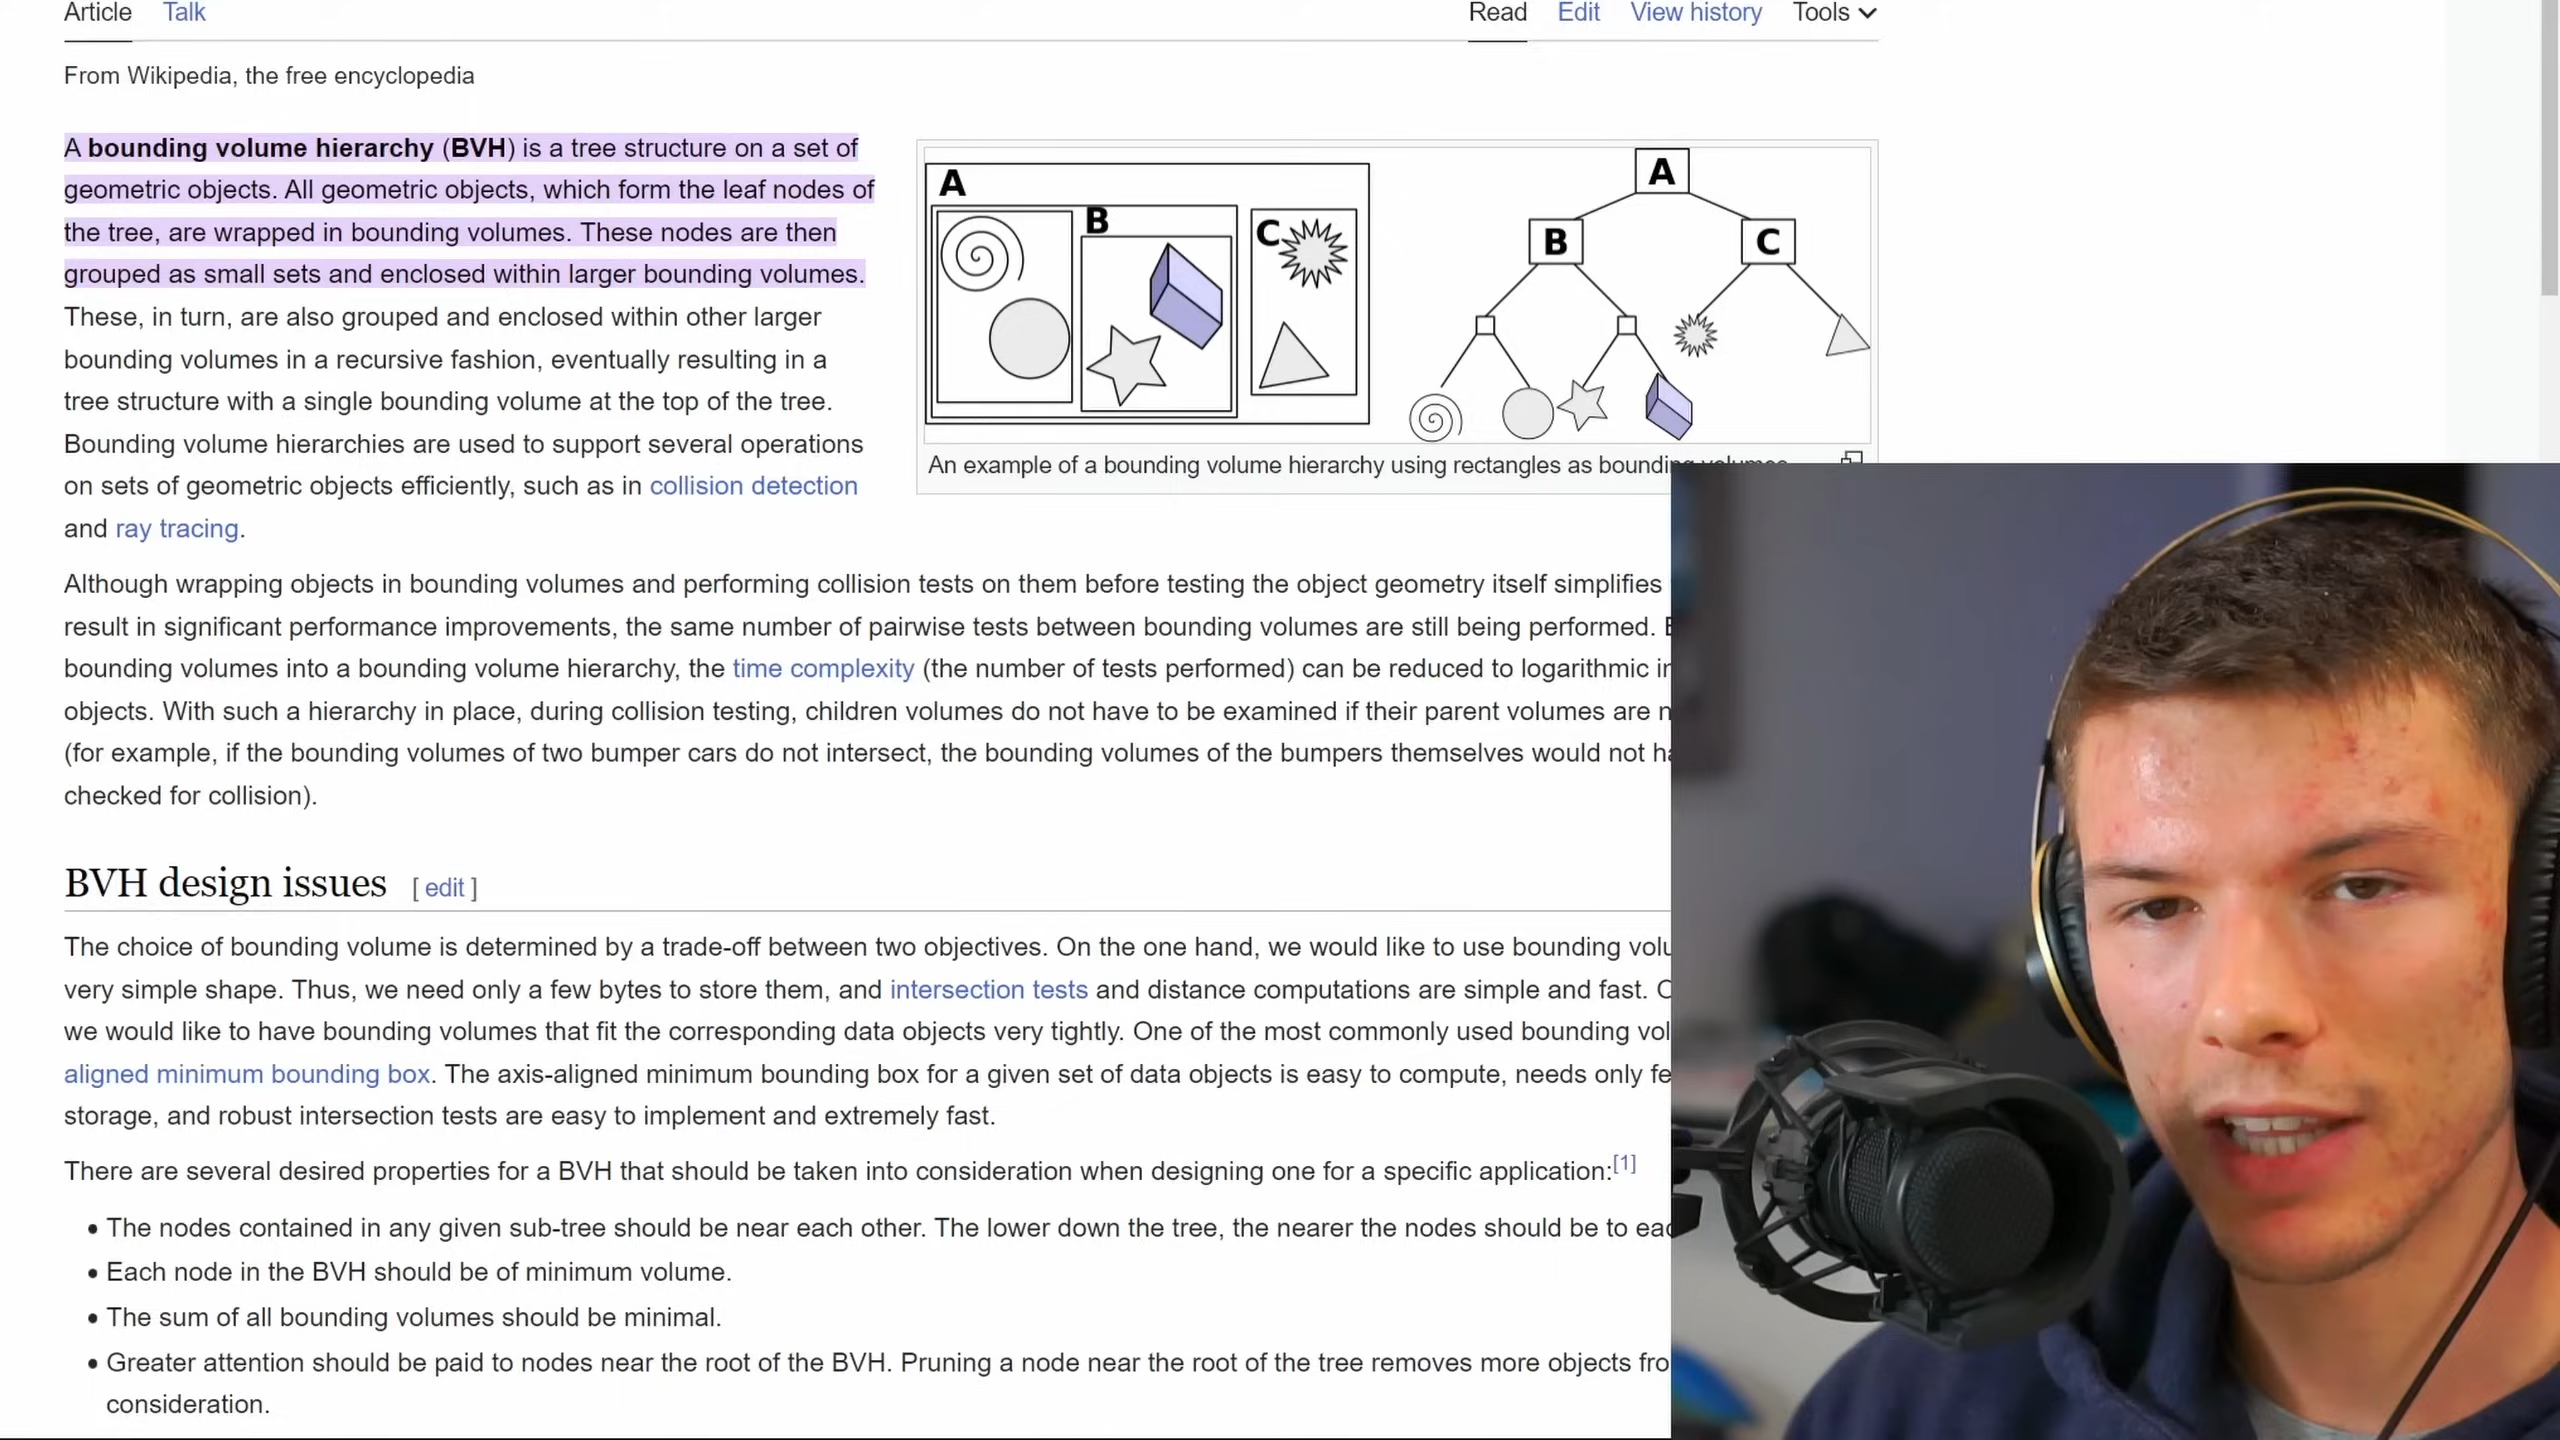 Article Talk Read Edit View history Tools
From Wikipedia, the free encyclopedia
A bounding volume hierarchy (BVH) is a tree structure on a set of
geometric objects. All geometric objects, which form the leaf nodes of
the tree, are wrapped in bounding volumes. These nodes are then
grouped as small sets and enclosed within larger bounding volumes.
These, in turn, are also grouped and enclosed within other larger
bounding volumes in a recursive fashion, eventually resulting in a
tree structure with a single bounding volume at the top of the tree.
Bounding volume hierarchies are used to support several operations
on sets of geometric objects efficiently, such as in collision detection
and ray tracing.
A
B
C
A
B C
An example of a bounding volume hierarchy using rectangles as bounding volumes
Although wrapping objects in bounding volumes and performing collision tests on them before testing the object geometry itself simplifies
result in significant performance improvements, the same number of pairwise tests between bounding volumes are still being performed.
bounding volumes into a bounding volume hierarchy, the time complexity (the number of tests performed) can be reduced to logarithmic
objects. With such a hierarchy in place, during collision testing, children volumes do not have to be examined if their parent volumes are
(for example, if the bounding volumes of two bumper cars do not intersect, the bounding volumes of the bumpers themselves would not
checked for collision).
BVH design issues [ edit ]
The choice of bounding volume is determined by a trade-off between two objectives. On the one hand, we would like to use bounding
very simple shape. Thus, we need only a few bytes to store them, and intersection tests and distance computations are simple and fast.
we would like to have bounding volumes that fit the corresponding data objects very tightly. One of the most commonly used bounding
aligned minimum bounding box. The axis-aligned minimum bounding box for a given set of data objects is easy to compute, needs only
storage, and robust intersection tests are easy to implement and extremely fast.
There are several desired properties for a BVH that should be taken into consideration when designing one for a specific application:[1]
• The nodes contained in any given sub-tree should be near each other. The lower down the tree, the nearer the nodes should be to
• Each node in the BVH should be of minimum volume.
• The sum of all bounding volumes should be minimal.
• Greater attention should be paid to nodes near the root of the BVH. Pruning a node near the root of the tree removes more objects
consideration.